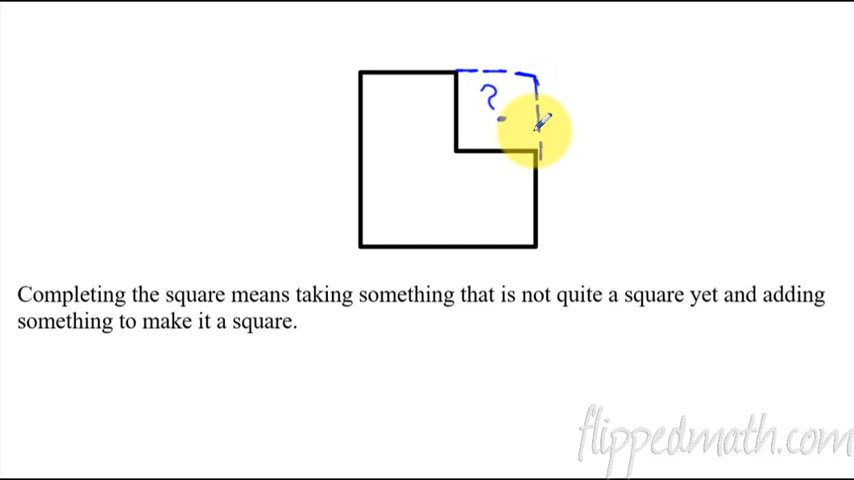 ?
Completing the square means taking something that is not quite a square yet and adding
something to make it a square.
flippedmath.com